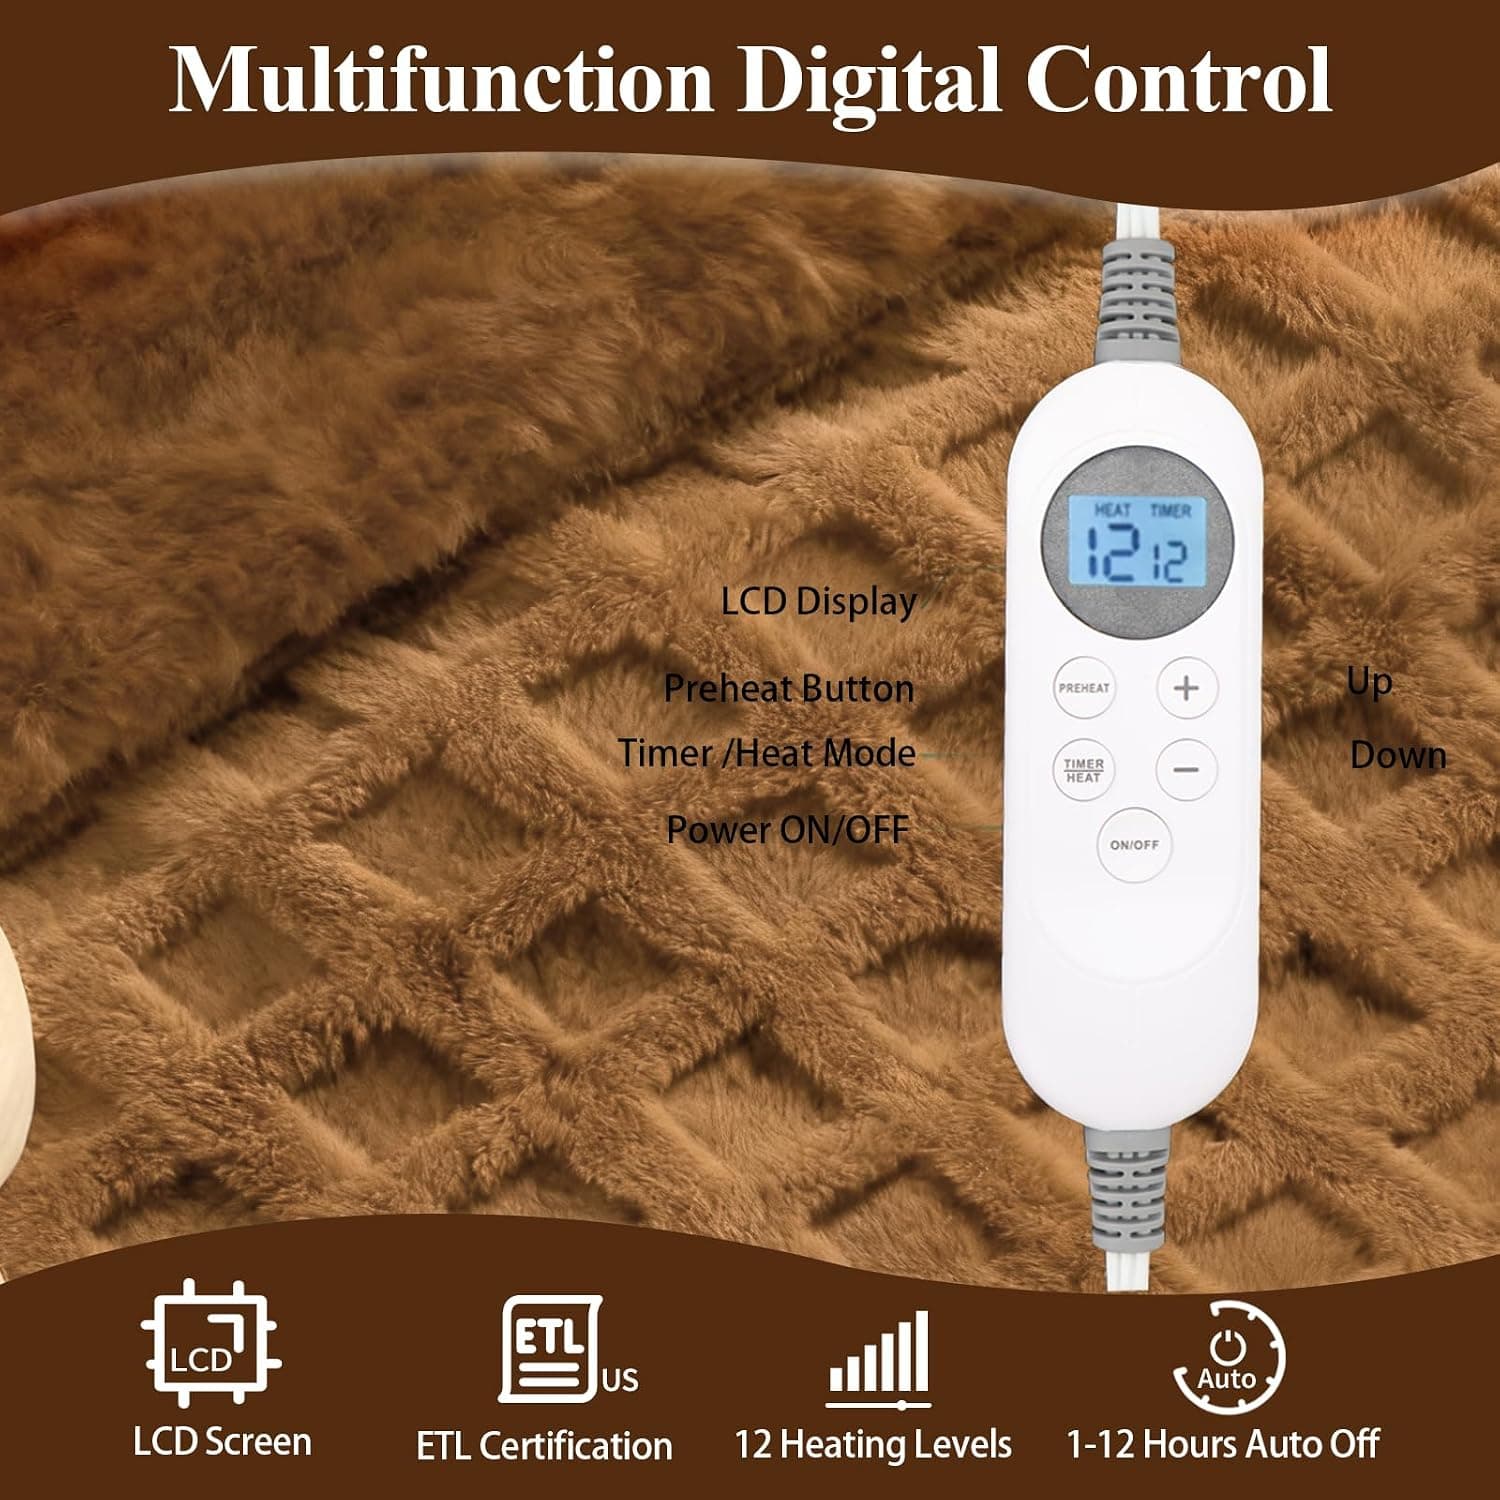 Multifunction Digital Control
HEAT TIMER
12 12
LCD Display
Preheat Button
Timer /Heat Mode
Power ON/OFF
PREHEAT
+
TIMER
HEAT
−
ON/OFF
Up
Down
LCD
LCD Screen
ETL
US
ETL Certification
12 Heating Levels
Auto
1-12 Hours Auto Off